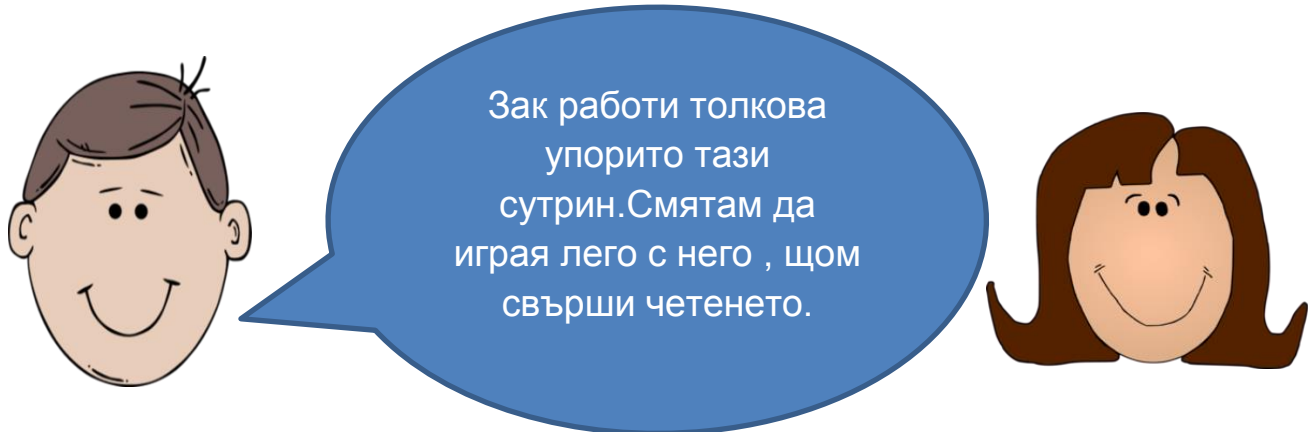 Зак работи толкова
упорито тази
сутрин.Смятам да
играя лего с него , щом
свърши четенето.